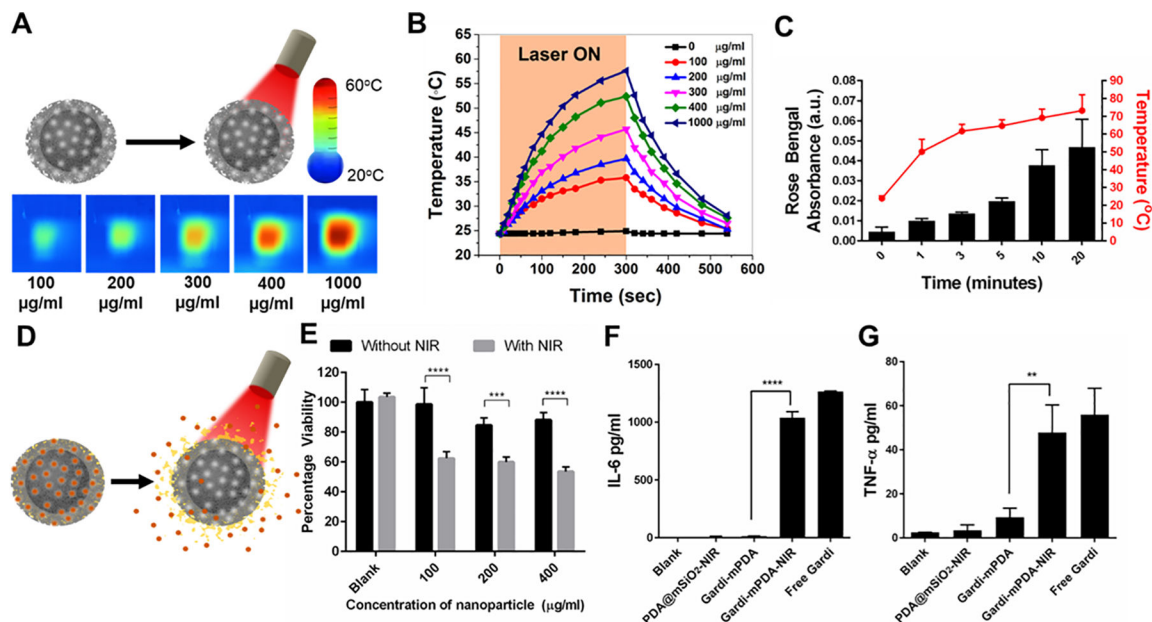 A
60°C
20°C
100
µg/ml
200
µg/ml
300
µg/ml
400
µg/ml
1000
µg/ml
B
Temperature (°C)
65
60
55
50
45
40
35
30
25
20
Laser ON
0 µg/ml
100 µg/ml
200 µg/ml
300 µg/ml
400 µg/ml
1000 µg/ml
0 100 200 300 400 500 600
Time (sec)
C
Rose Bengal
Absorbance (a.u.)
0.08
0.07
0.06
0.05
0.04
0.03
0.02
0.01
0.00
90
80
70
60
50
40
30
20
10
0
Temperature (°C)
0 1 3 5 10 20
Time (minutes)
D
E
Without NIR With NIR
Percentage Viability
120
100
80
60
40
20
0
**** *** ****
Blank 100 200 400
Concentration of nanoparticle (µg/ml)
F
IL-6 pg/ml
1500
1000
500
0
****
Blank
PDA@mSiO2-NIR
Gardi-mPDA
Gardi-mPDA-NIR
Free Gardi
G
TNF-α pg/ml
80
60
40
20
0
**
Blank
PDA@mSiO2-NIR
Gardi-mPDA
Gardi-mPDA-NIR
Free Gardi